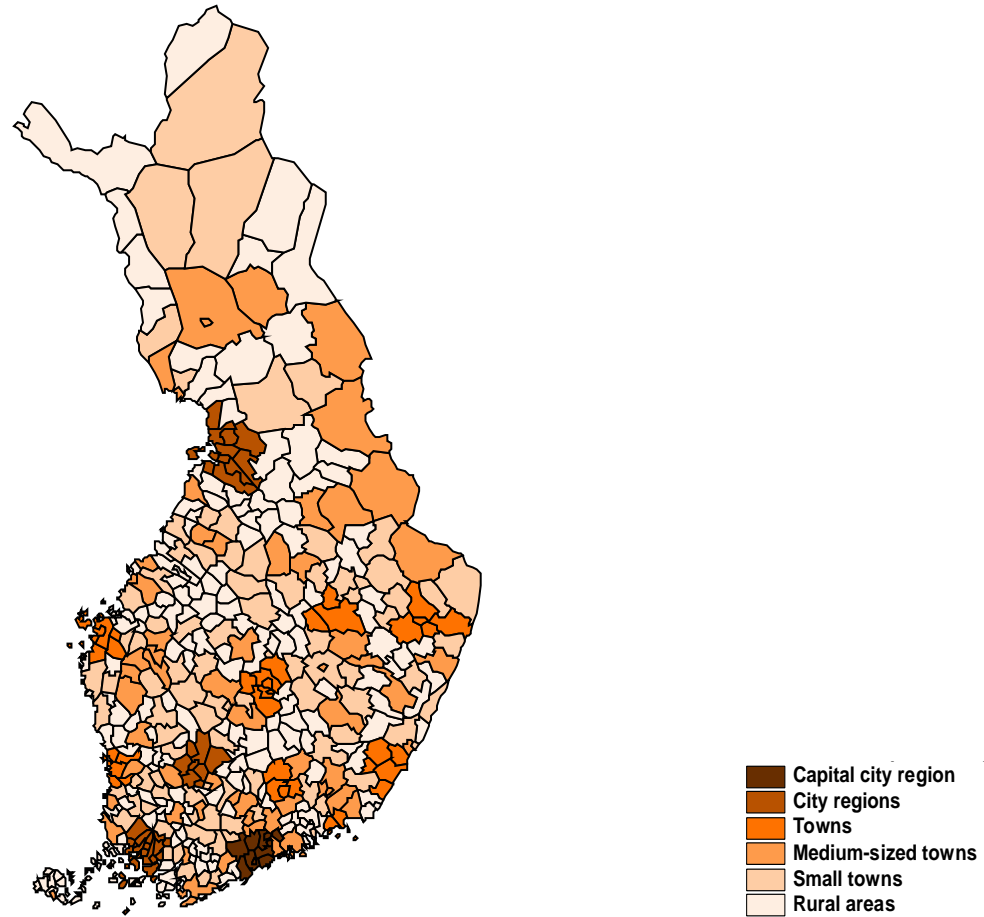 Capital city region
City regions
Towns
Medium-sized towns
Small towns
Rural areas